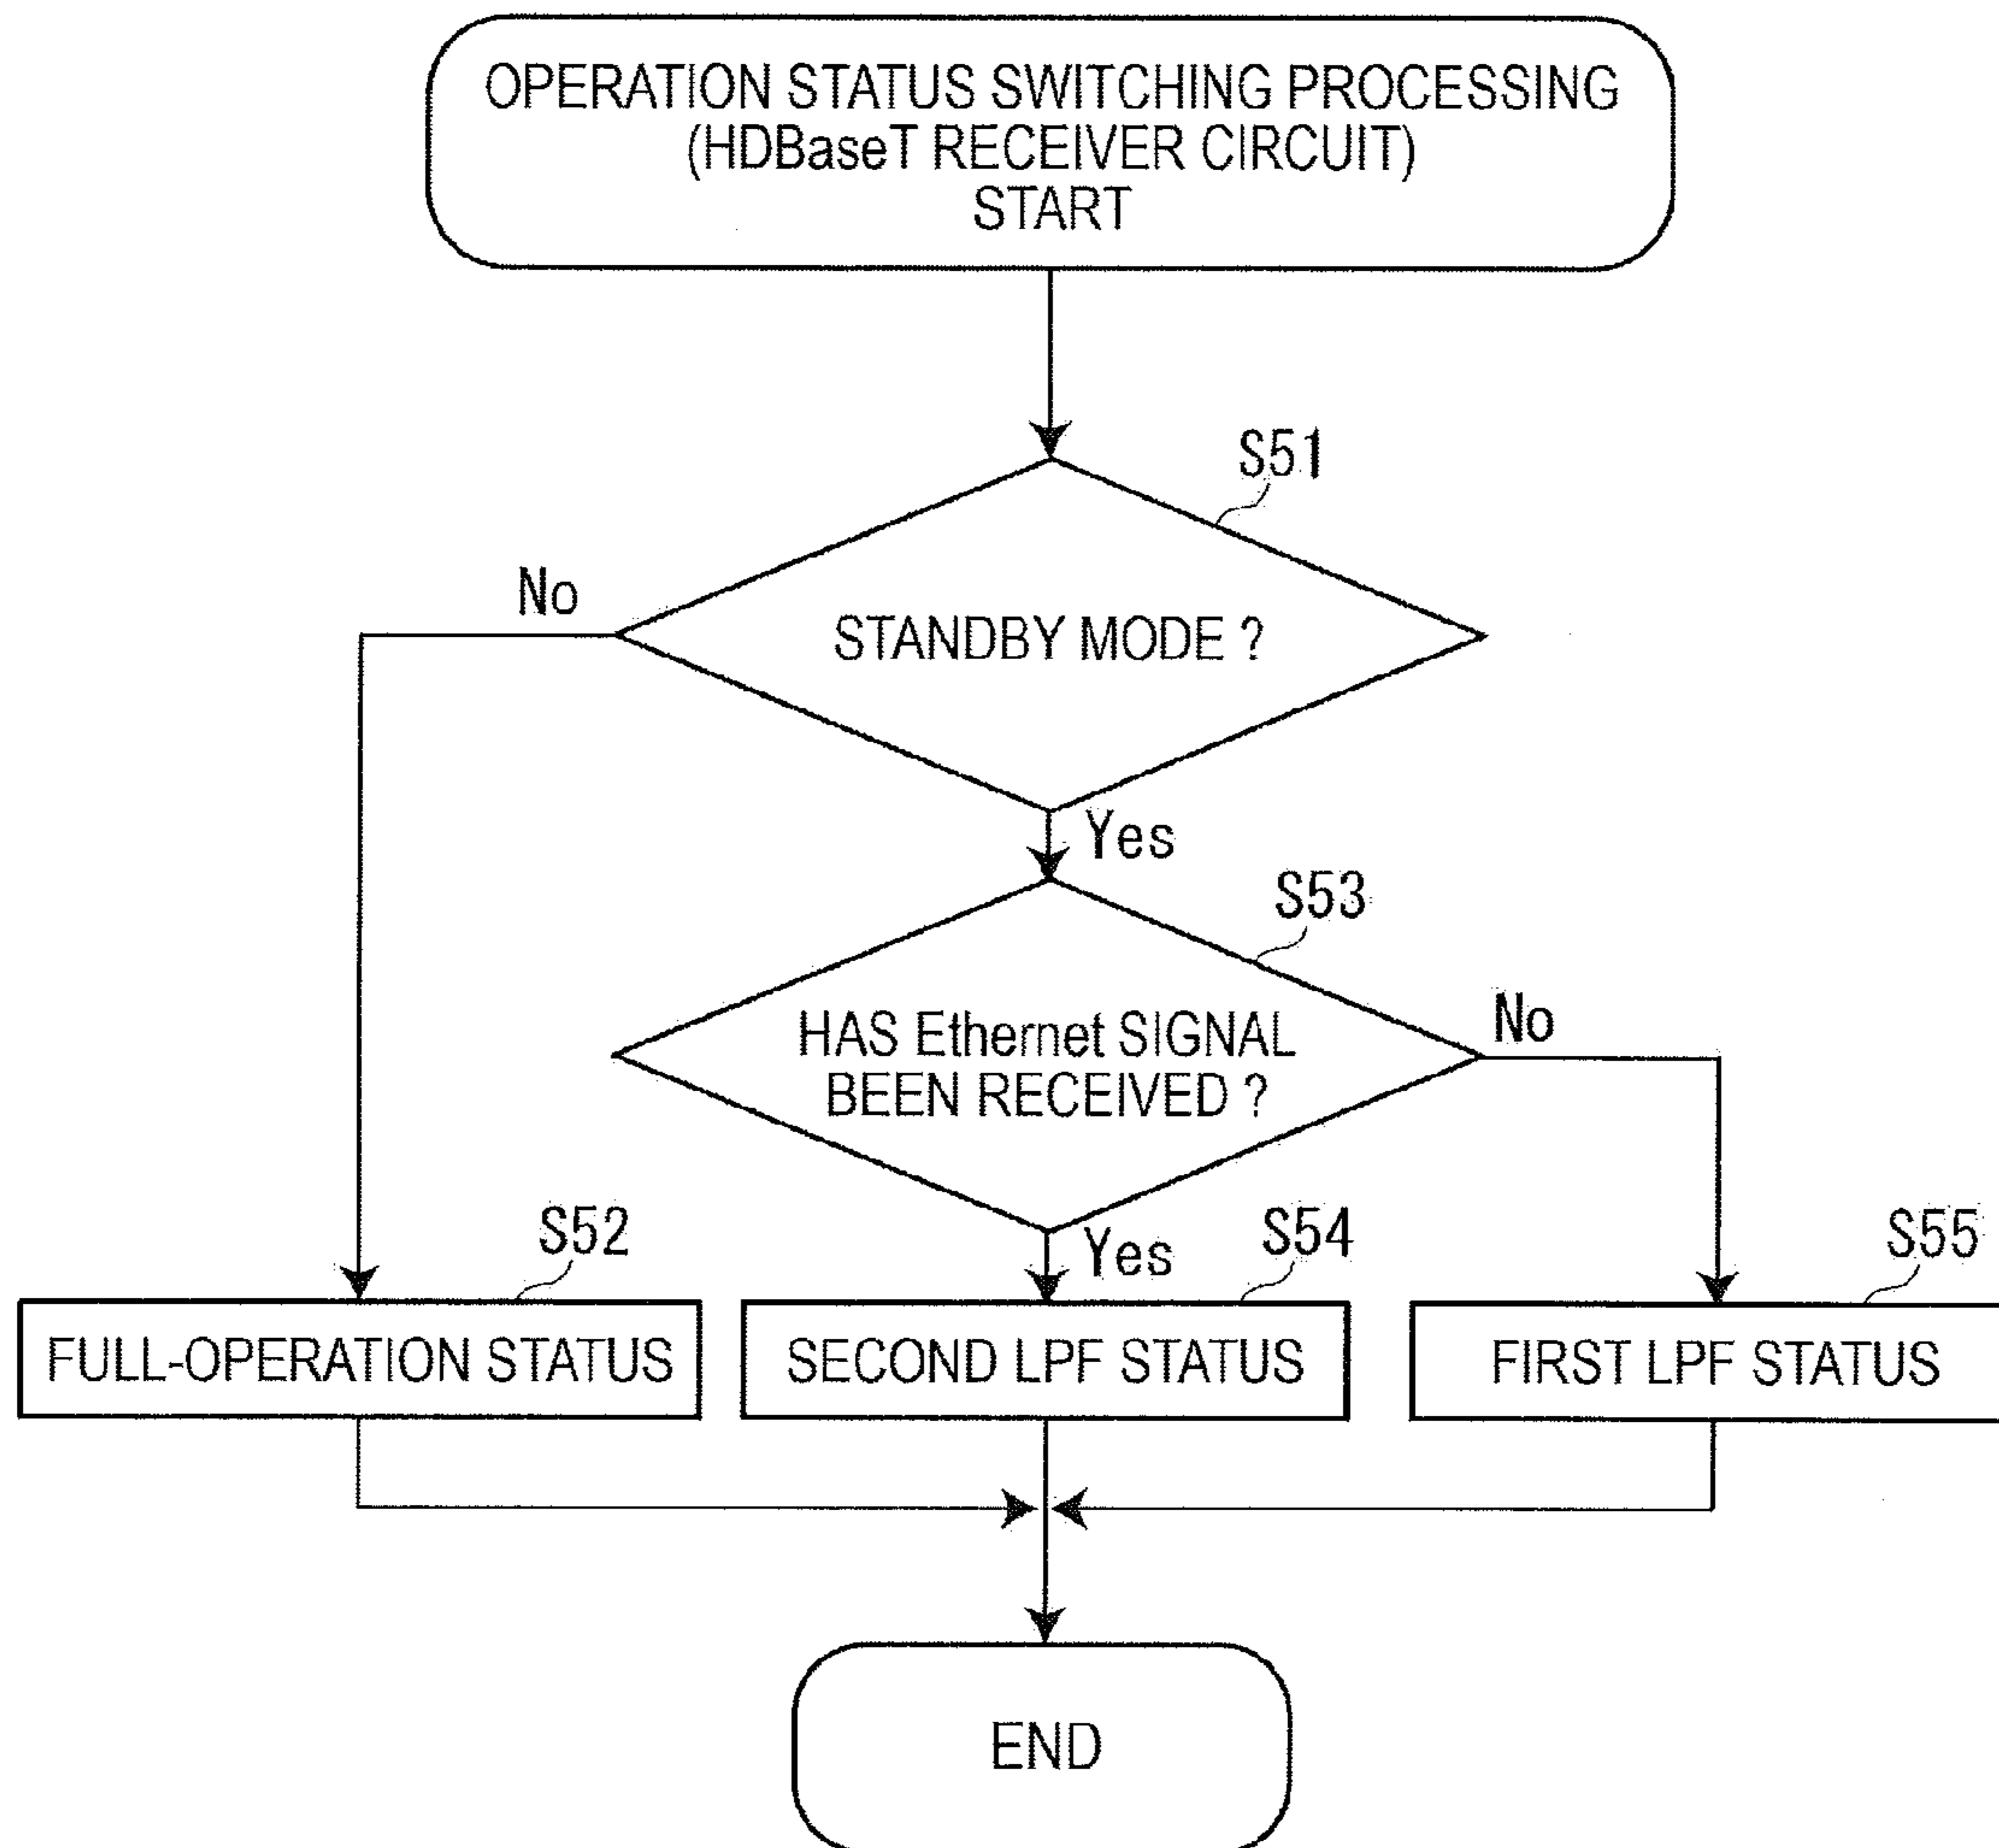 OPERATION STATUS SWITCHING PROCESSING
(HDBaseT RECEIVER CIRCUIT)
START
S51
No
STANDBY MODE ?
Yes
S53
HAS Ethernet SIGNAL
BEEN RECEIVED ?
No
Yes
S52
FULL-OPERATION STATUS
S54
SECOND LPF STATUS
S55
FIRST LPF STATUS
END